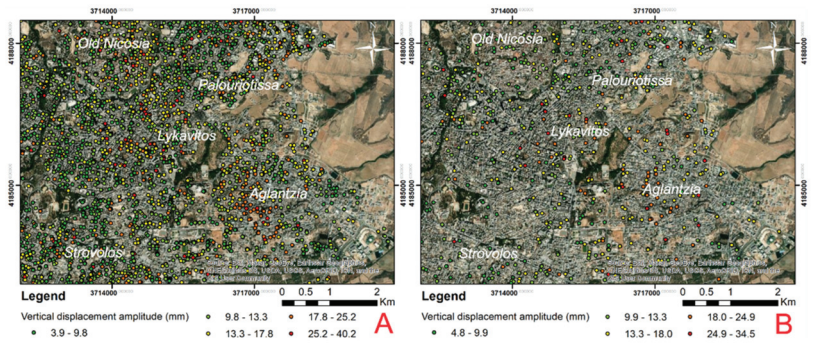 3714000
3717000
4188000
4185000
Old Nicosia
Palouriotissa
Lykavitos
Aglantzia
Strovolos
3714000
3717000
Legend
0 0.5 1 2
Km
Vertical displacement amplitude (mm)
3.9 - 9.8
9.8 - 13.3
13.3 - 17.8
17.8 - 25.2
25.2 - 40.2
A
3714000
3717000
4188000
4185000
Old Nicosia
Palouriotissa
Lykavitos
Aglantzia
Strovolos
3714000
3717000
Legend
0 0.5 1 2
Km
Vertical displacement amplitude (mm)
4.8 - 9.9
9.9 - 13.3
13.3 - 18.0
18.0 - 24.9
24.9 - 34.5
B